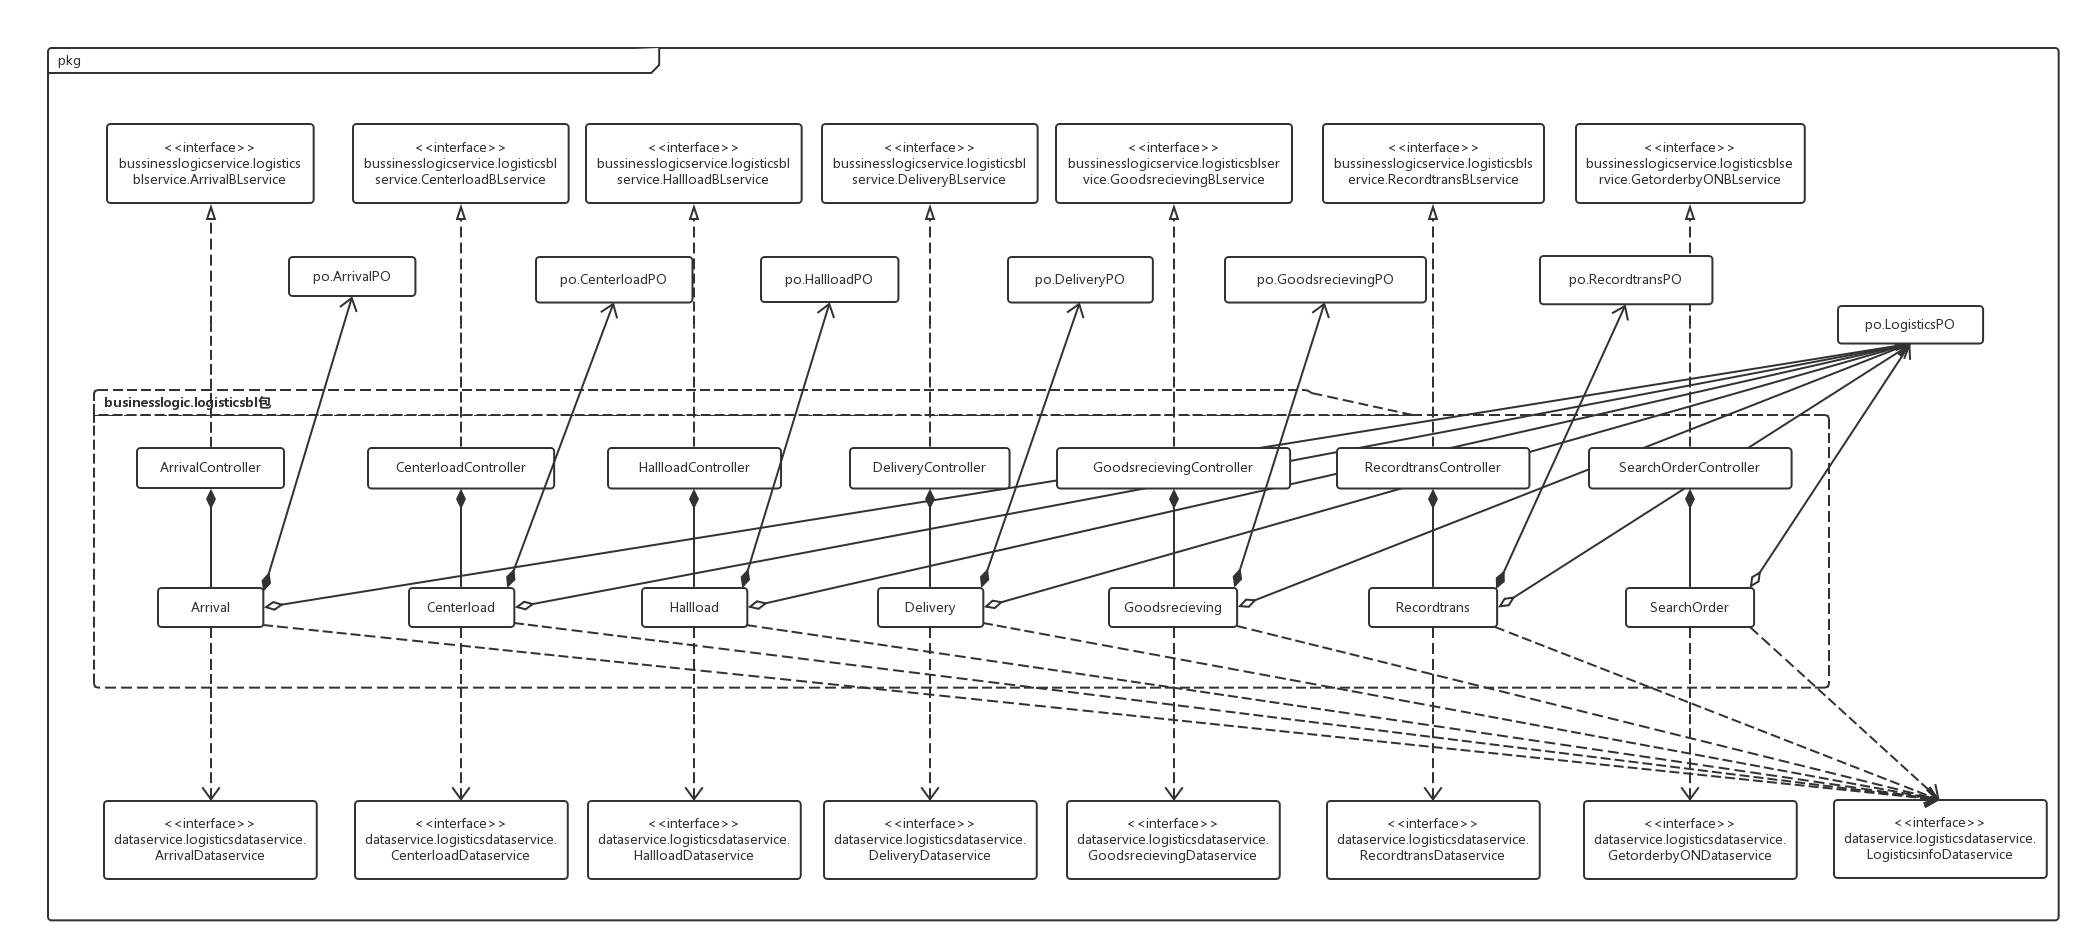 pkg
<<interface>>
bussinesslogicservice.logistics
blservice.ArrivalBLservice
<<interface>>
bussinesslogicservice.logisticsbl
service.CenterloadBLservice
<<interface>>
bussinesslogicservice.logisticsbl
service.HallloadBLservice
<<interface>>
bussinesslogicservice.logisticsbl
service.DeliveryBLservice
<<interface>>
bussinesslogicservice.logisticsblser
vice.GoodsrecievingBLservice
<<interface>>
bussinesslogicservice.logisticsbls
ervice.RecordtransBLservice
<<interface>>
bussinesslogicservice.logisticsblse
rvice.GetorderbyONBLservice
po.ArrivalPO
po.CenterloadPO
po.HallloadPO
po.DeliveryPO
po.GoodsrecievingPO
po.RecordtransPO
po.LogisticsPO
businesslogic.logisticsbl包
ArrivalController
CenterloadController
HallloadController
DeliveryController
GoodsrecievingController
RecordtransController
SearchOrderController
Arrival
Centerload
Hallload
Delivery
Goodsrecieving
Recordtrans
SearchOrder
<<interface>>
dataservice.logisticsdataservice.
ArrivalDataservice
<<interface>>
dataservice.logisticsdataservice.
CenterloadDataservice
<<interface>>
dataservice.logisticsdataservice.
HallloadDataservice
<<interface>>
dataservice.logisticsdataservice.
DeliveryDataservice
<<interface>>
dataservice.logisticsdataservice.
GoodsrecievingDataservice
<<interface>>
dataservice.logisticsdataservice.
RecordtransDataservice
<<interface>>
dataservice.logisticsdataservice.
GetorderbyONDataservice
<<interface>>
dataservice.logisticsdataservice.
LogisticsinfoDataservice